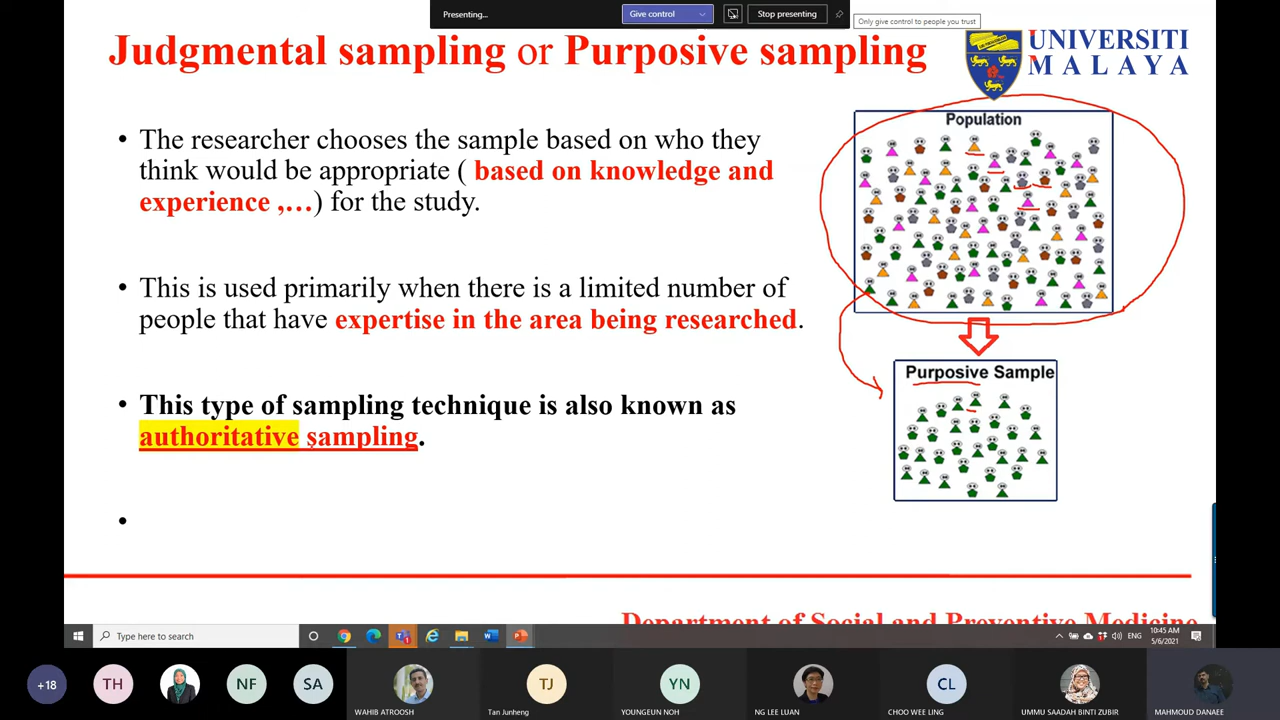 Presenting...
Give control
Stop presenting
Only give control to people you trust
Judgmental sampling or Purposive sampling
UNIVERSITI
MALAYA
• The researcher chooses the sample based on who they
think would be appropriate ( based on knowledge and
experience ,…) for the study.
• This is used primarily when there is a limited number of
people that have expertise in the area being researched.
• This type of sampling technique is also known as
authoritative sampling.
•
Population
Purposive Sample
Department of Social and Preventive Medicine
Type here to search
ENG
10:45 AM
5/6/2021
+18
TH
NF
SA
WAHIB ATROOSH
TJ
Tan Junheng
YN
YOUNGEUN NOH
NG LEE LUAN
CL
CHOO WEE LING
UMMU SAADAH BINTI ZUBIR
MAHMOUD DANAEE